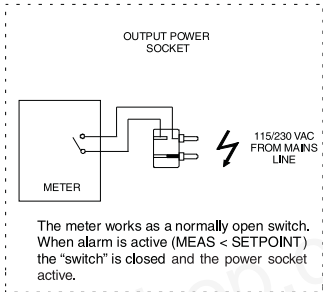 OUTPUT POWER
SOCKET
115/230 VAC
FROM MAINS
LINE
METER
The meter works as a normally open switch.
When alarm is active (MEAS < SETPOINT)
the “switch” is closed and the power socket
active.